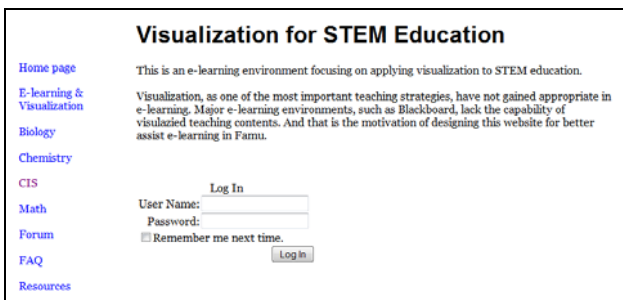 Visualization for STEM Education
Home page
E-learning &
Visualization
Biology
Chemistry
CIS
Math
Forum
FAQ
Resources
This is an e-learning environment focusing on applying visualization to STEM education.
Visualization, as one of the most important teaching strategies, have not gained appropriate in
e-learning. Major e-learning environments, such as Blackboard, lack the capability of
visulazied teaching contents. And that is the motivation of designing this website for better
assist e-learning in Famu.
Log In
User Name:
Password:
Remember me next time.
Log In